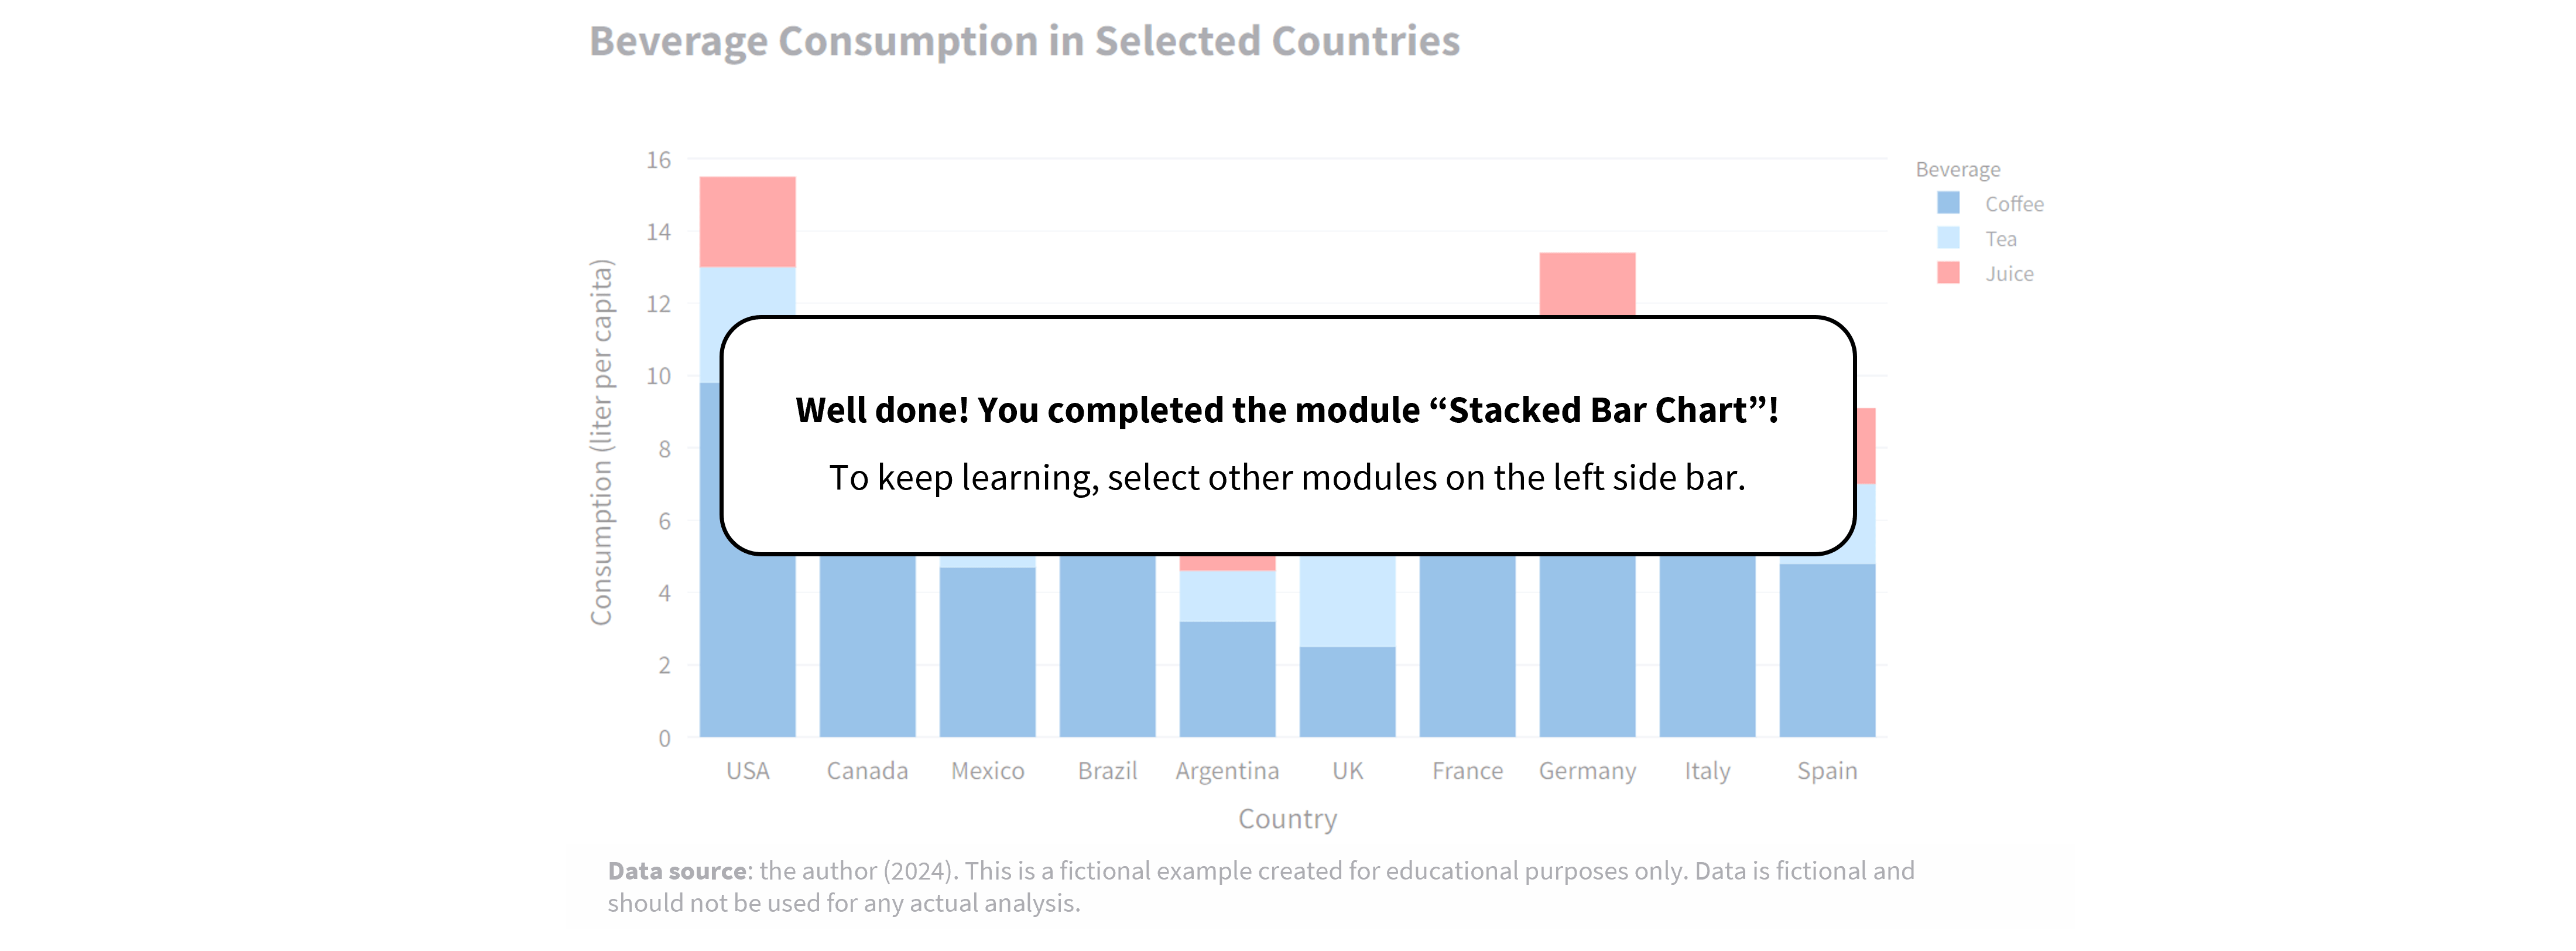 Beverage Consumption in Selected Countries
16
14
12
10
8
6
4
2
0
Consumption (liter per capita)
Beverage
Coffee
Tea
Juice
Well done! You completed the module “Stacked Bar Chart”!
To keep learning, select other modules on the left side bar.
USA Canada Mexico Brazil Argentina UK France Germany Italy Spain
Country
Data source: the author (2024). This is a fictional example created for educational purposes only. Data is fictional and
should not be used for any actual analysis.